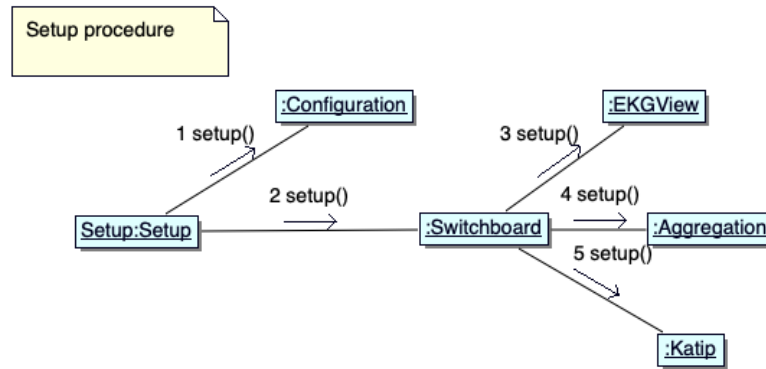 Setup procedure
:Configuration
:EKGView
1 setup()
3 setup()
2 setup()
4 setup()
Setup:Setup
:Switchboard
:Aggregation
5 setup()
:Katip